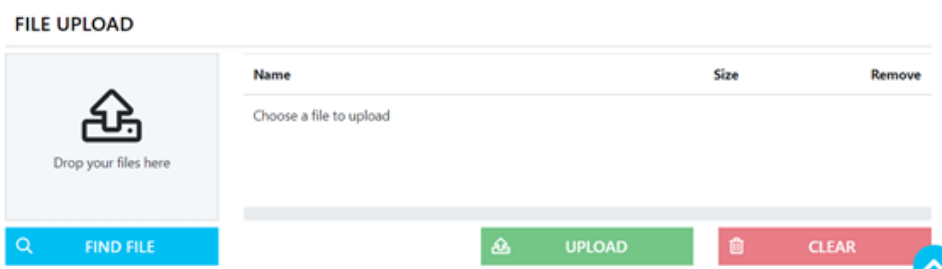 FILE UPLOAD
Name Size Remove
Choose a file to upload
Drop your files here
FIND FILE UPLOAD CLEAR